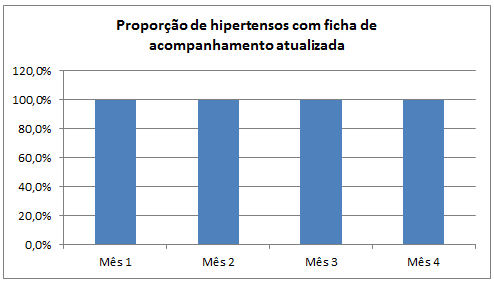 Proporção de hipertensos com ficha de
acompanhamento atualizada
120,0%
100,0%
80,0%
60,0%
40,0%
20,0%
0,0%
Mês 1
Mês 2
Mês 3
Mês 4